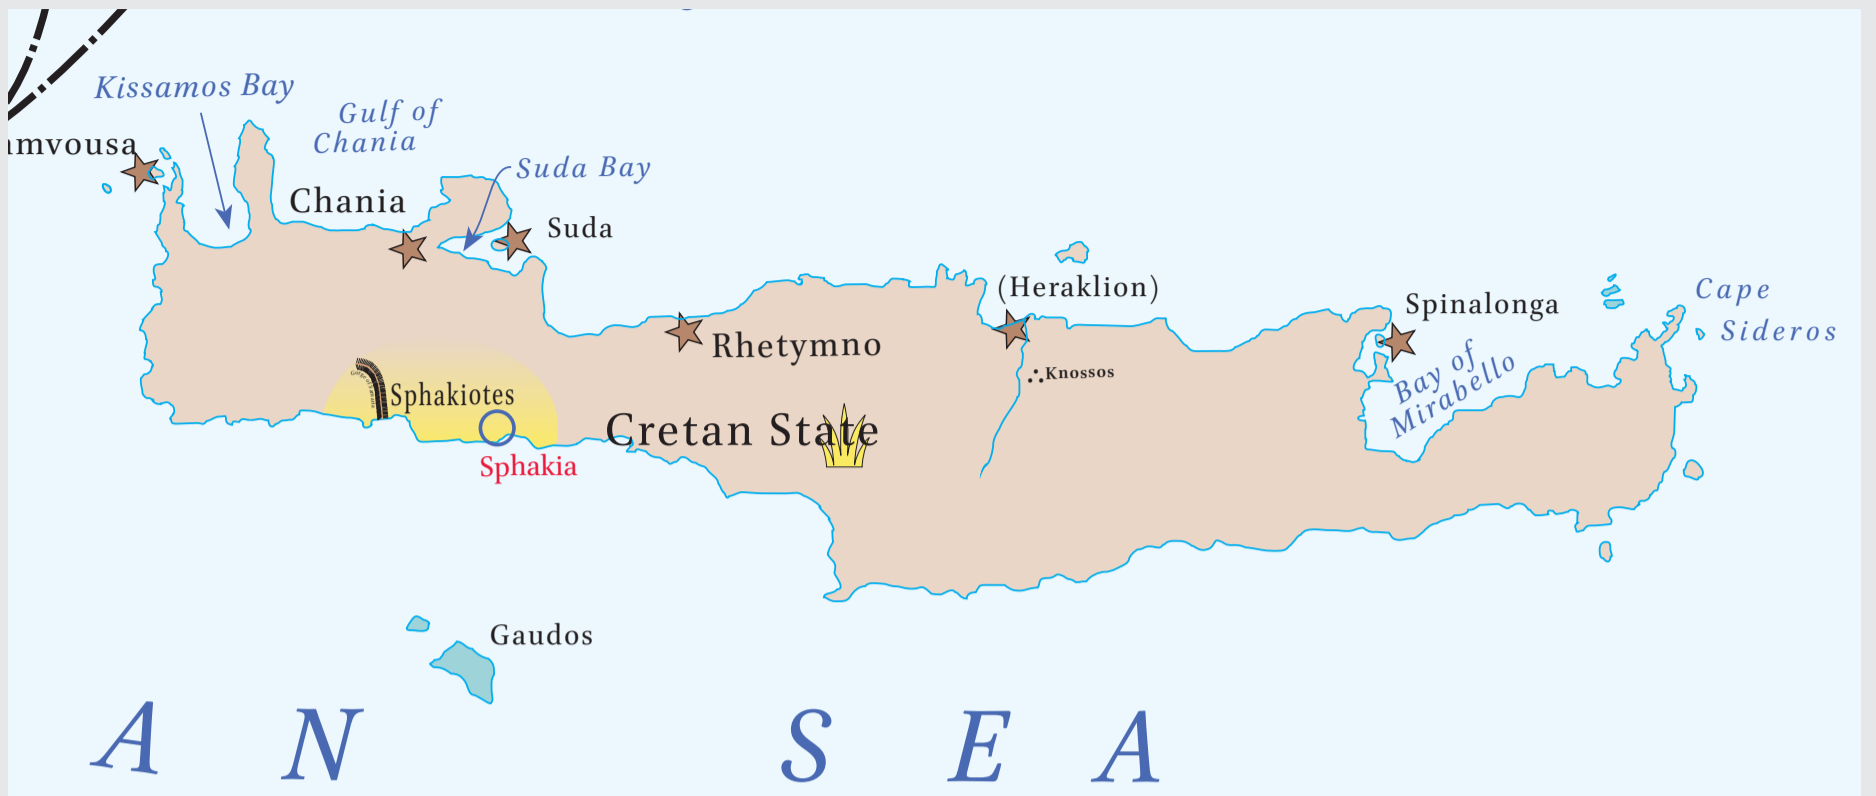 Kissamos Bay
Gulf of
Chania
amvousa
Suda Bay
Chania
Suda
(Heraklion)
Spinalonga
Cape
Sideros
Rhetymno
Knossos
Bay of
Mirabello
Sphakiotes
Cretan State
Sphakia
Gaudos
A N S E A